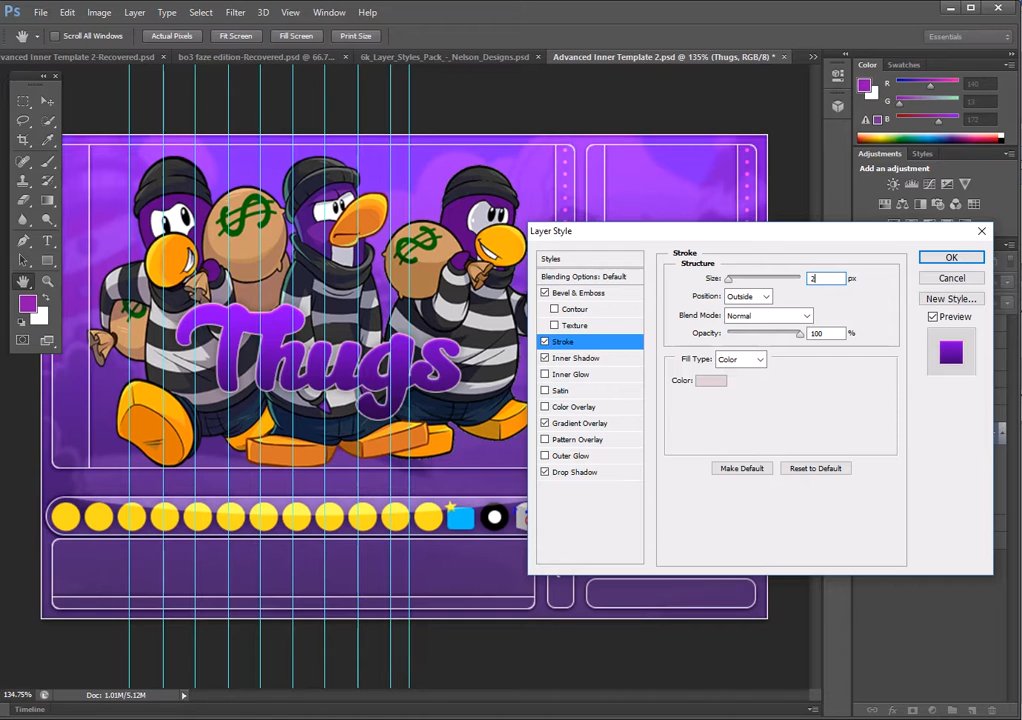 Ps File Edit Image Layer Type Select Filter 3D View Window Help
Scroll All Windows Actual Pixels Fit Screen Fill Screen Print Size Essentials
vanced Inner Template 2-Recovered.psd × bo3 faze edition-Recovered.psd @ 66.7... × 6k_Layer_Styles_Pack_-_Nelson_Designs.psd × Advanced Inner Template 2.psd @ 135% (Thugs, RGB/8) * ×
Color Swatches
R 140
G 13
B 172
Adjustments Styles
Add an adjustment
$ $ $
Thugs
Layer Style
Styles
Blending Options: Default
Bevel & Emboss
Contour
Texture
Stroke
Inner Shadow
Inner Glow
Satin
Color Overlay
Gradient Overlay
Pattern Overlay
Outer Glow
Drop Shadow
Stroke
Structure
Size: 2 px
Position: Outside
Blend Mode: Normal
Opacity: 100 %
Fill Type: Color
Color:
Make Default Reset to Default
OK
Cancel
New Style...
Preview
134.75% Doc: 1.01M/5.12M
Timeline
fx